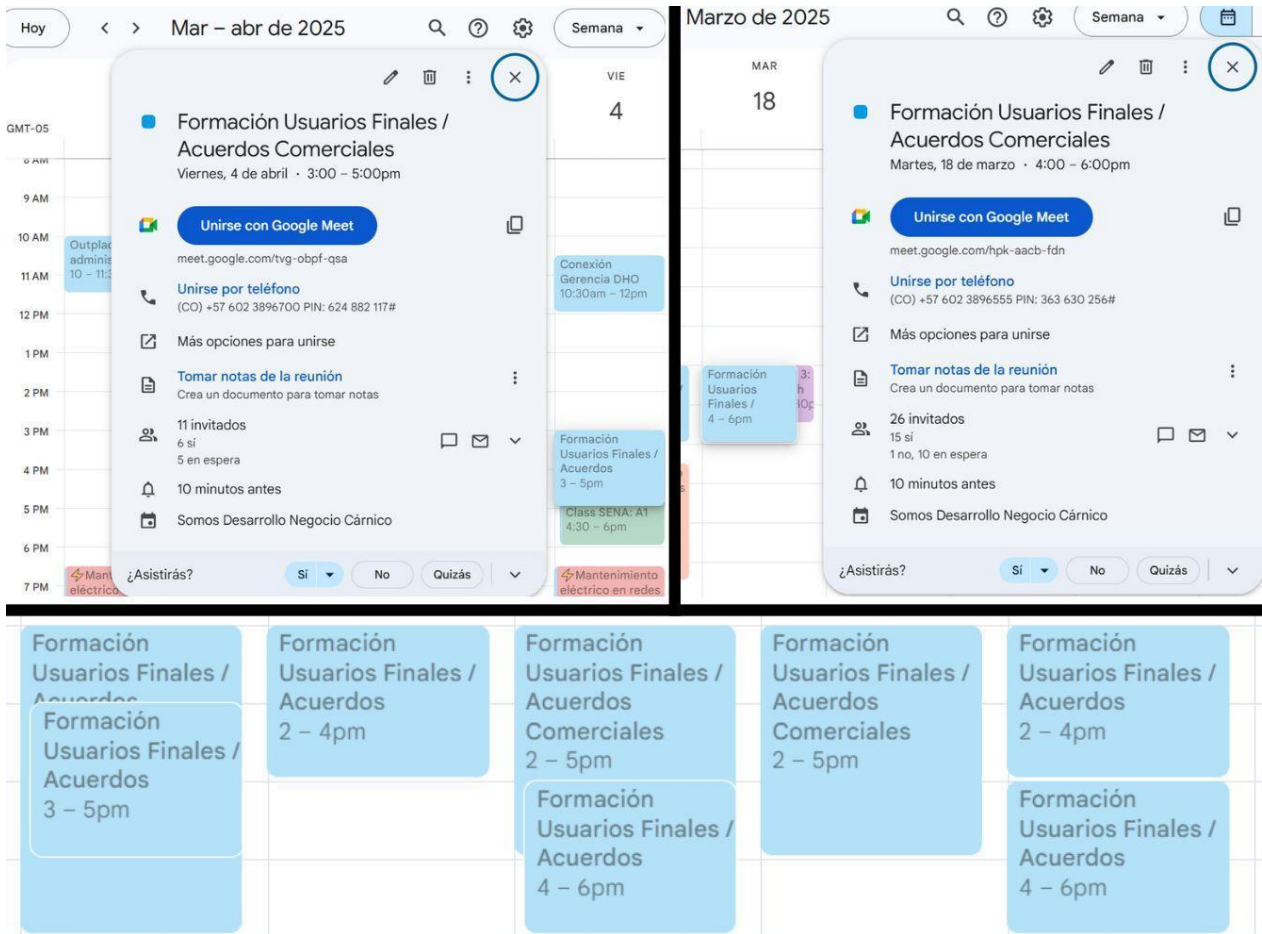 Hoy
Mar – abr de 2025
Semana
VIE
4
GMT-05
8 AM
9 AM
10 AM
11 AM
12 PM
1 PM
2 PM
3 PM
4 PM
5 PM
6 PM
7 PM
Outplac
adminis
10 – 11:3
Mant
eléctrico
Formación Usuarios Finales /
Acuerdos Comerciales
Viernes, 4 de abril · 3:00 – 5:00pm
Unirse con Google Meet
meet.google.com/tvg-obpf-qsa
Unirse por teléfono
(CO) +57 602 3896700 PIN: 624 882 117#
Más opciones para unirse
Tomar notas de la reunión
Crea un documento para tomar notas
11 invitados
6 sí
5 en espera
10 minutos antes
Somos Desarrollo Negocio Cárnico
¿Asistirás?
Sí
No
Quizás
Conexión
Gerencia DHO
10:30am – 12pm
Formación
Usuarios Finales /
Acuerdos
3 – 5pm
Class SENA: A1
4:30 – 6pm
Mantenimiento
eléctrico en redes
Marzo de 2025
Semana
MAR
18
Formación
Usuarios
Finales /
4 – 6pm
3:
h
30p
s
Formación Usuarios Finales /
Acuerdos Comerciales
Martes, 18 de marzo · 4:00 – 6:00pm
Unirse con Google Meet
meet.google.com/hpk-aacb-fdn
Unirse por teléfono
(CO) +57 602 3896555 PIN: 363 630 256#
Más opciones para unirse
Tomar notas de la reunión
Crea un documento para tomar notas
26 invitados
15 sí
1 no, 10 en espera
10 minutos antes
Somos Desarrollo Negocio Cárnico
¿Asistirás?
Sí
No
Quizás
Formación
Usuarios Finales /
Acuerdos
Formación
Usuarios Finales /
Acuerdos
3 – 5pm
Formación
Usuarios Finales /
Acuerdos
2 – 4pm
Formación
Usuarios Finales /
Acuerdos
Comerciales
2 – 5pm
Formación
Usuarios Finales /
Acuerdos
4 – 6pm
Formación
Usuarios Finales /
Acuerdos
Comerciales
2 – 5pm
Formación
Usuarios Finales /
Acuerdos
2 – 4pm
Formación
Usuarios Finales /
Acuerdos
4 – 6pm